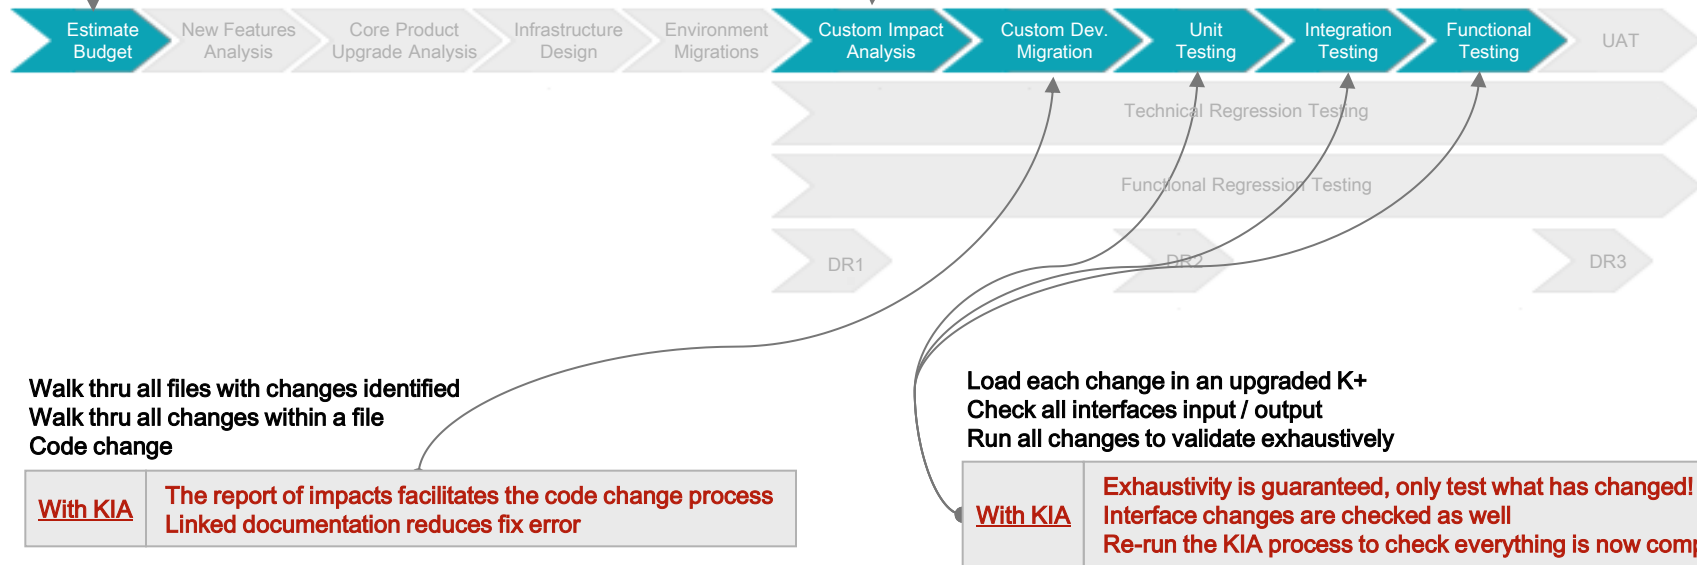 Estimate
Budget
New Features
Analysis
Core Product
Upgrade Analysis
Infrastructure
Design
Environment
Migrations
Custom Impact
Analysis
Custom Dev.
Migration
Unit
Testing
Integration
Testing
Functional
Testing
UAT
Technical Regression Testing
Functional Regression Testing
DR1
DR2
DR3
Walk thru all files with changes identified
Walk thru all changes within a file
Code change
With KIA
The report of impacts facilitates the code change process
Linked documentation reduces fix error
Load each change in an upgraded K+
Check all interfaces input / output
Run all changes to validate exhaustively
With KIA
Exhaustivity is guaranteed, only test what has changed!
Interface changes are checked as well
Re-run the KIA process to check everything is now